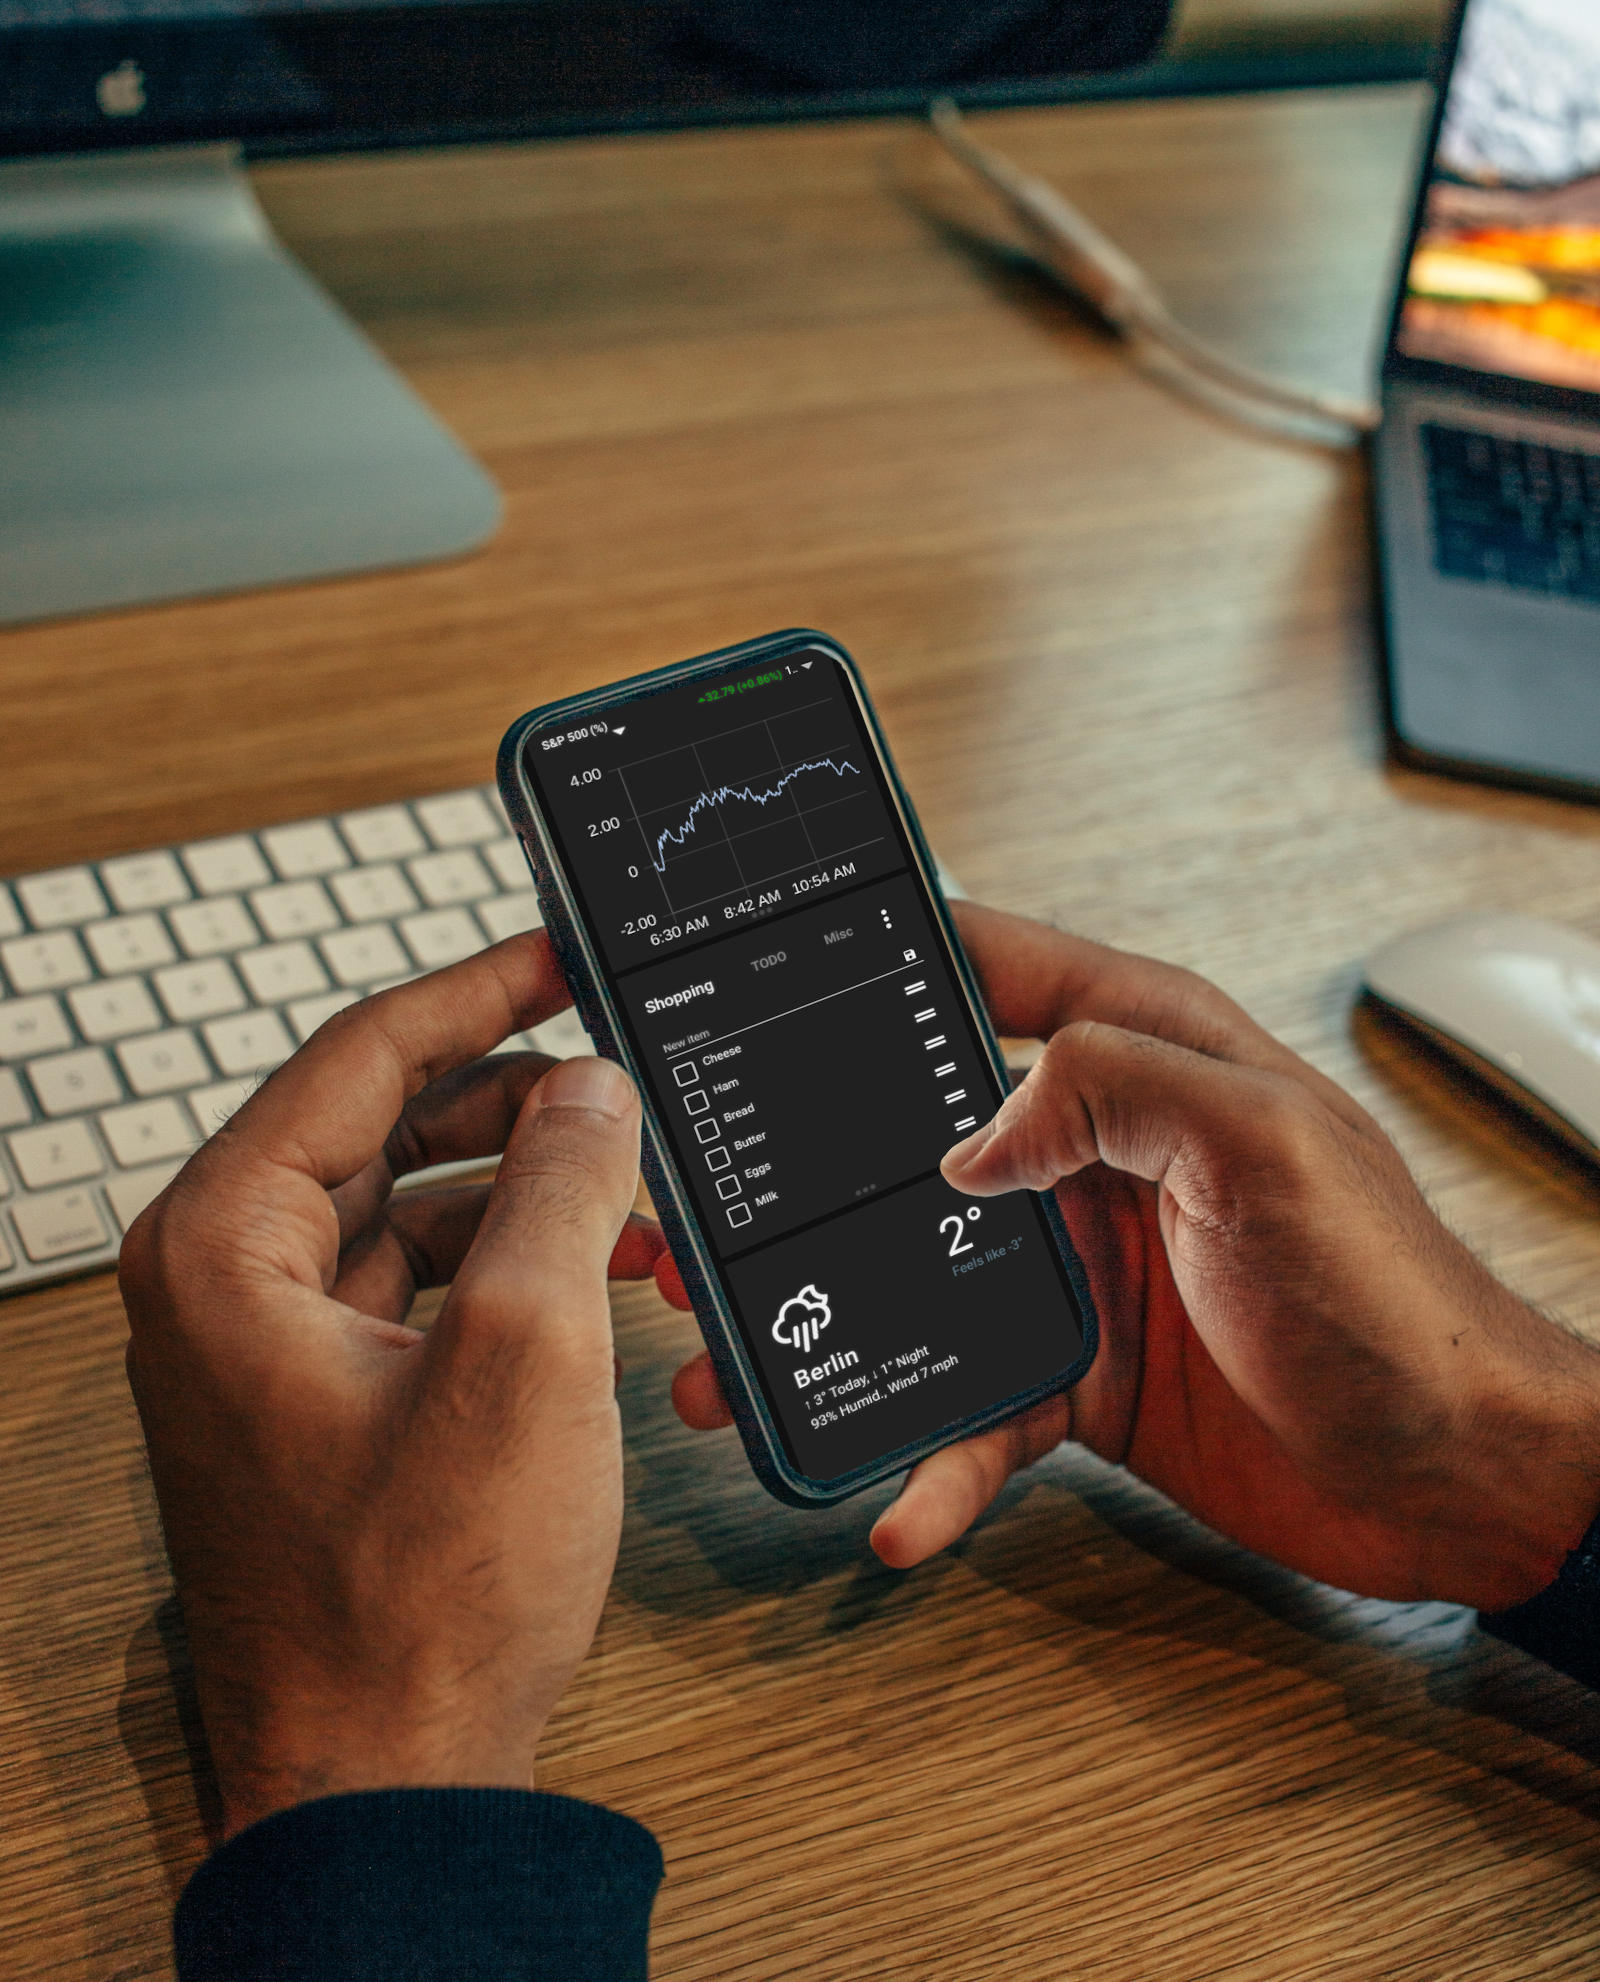 S&P 500 (%)
32.79 (+0.86%) 1..
4.00
2.00
0
-2.00
6:30 AM 8:42 AM 10:54 AM
Shopping TODO Misc
New item
Cheese
Ham
Bread
Butter
Eggs
Milk
2°
Feels like -3°
Berlin
↑ 3° Today, ↓ 1° Night
93% Humid., Wind 7 mph
option